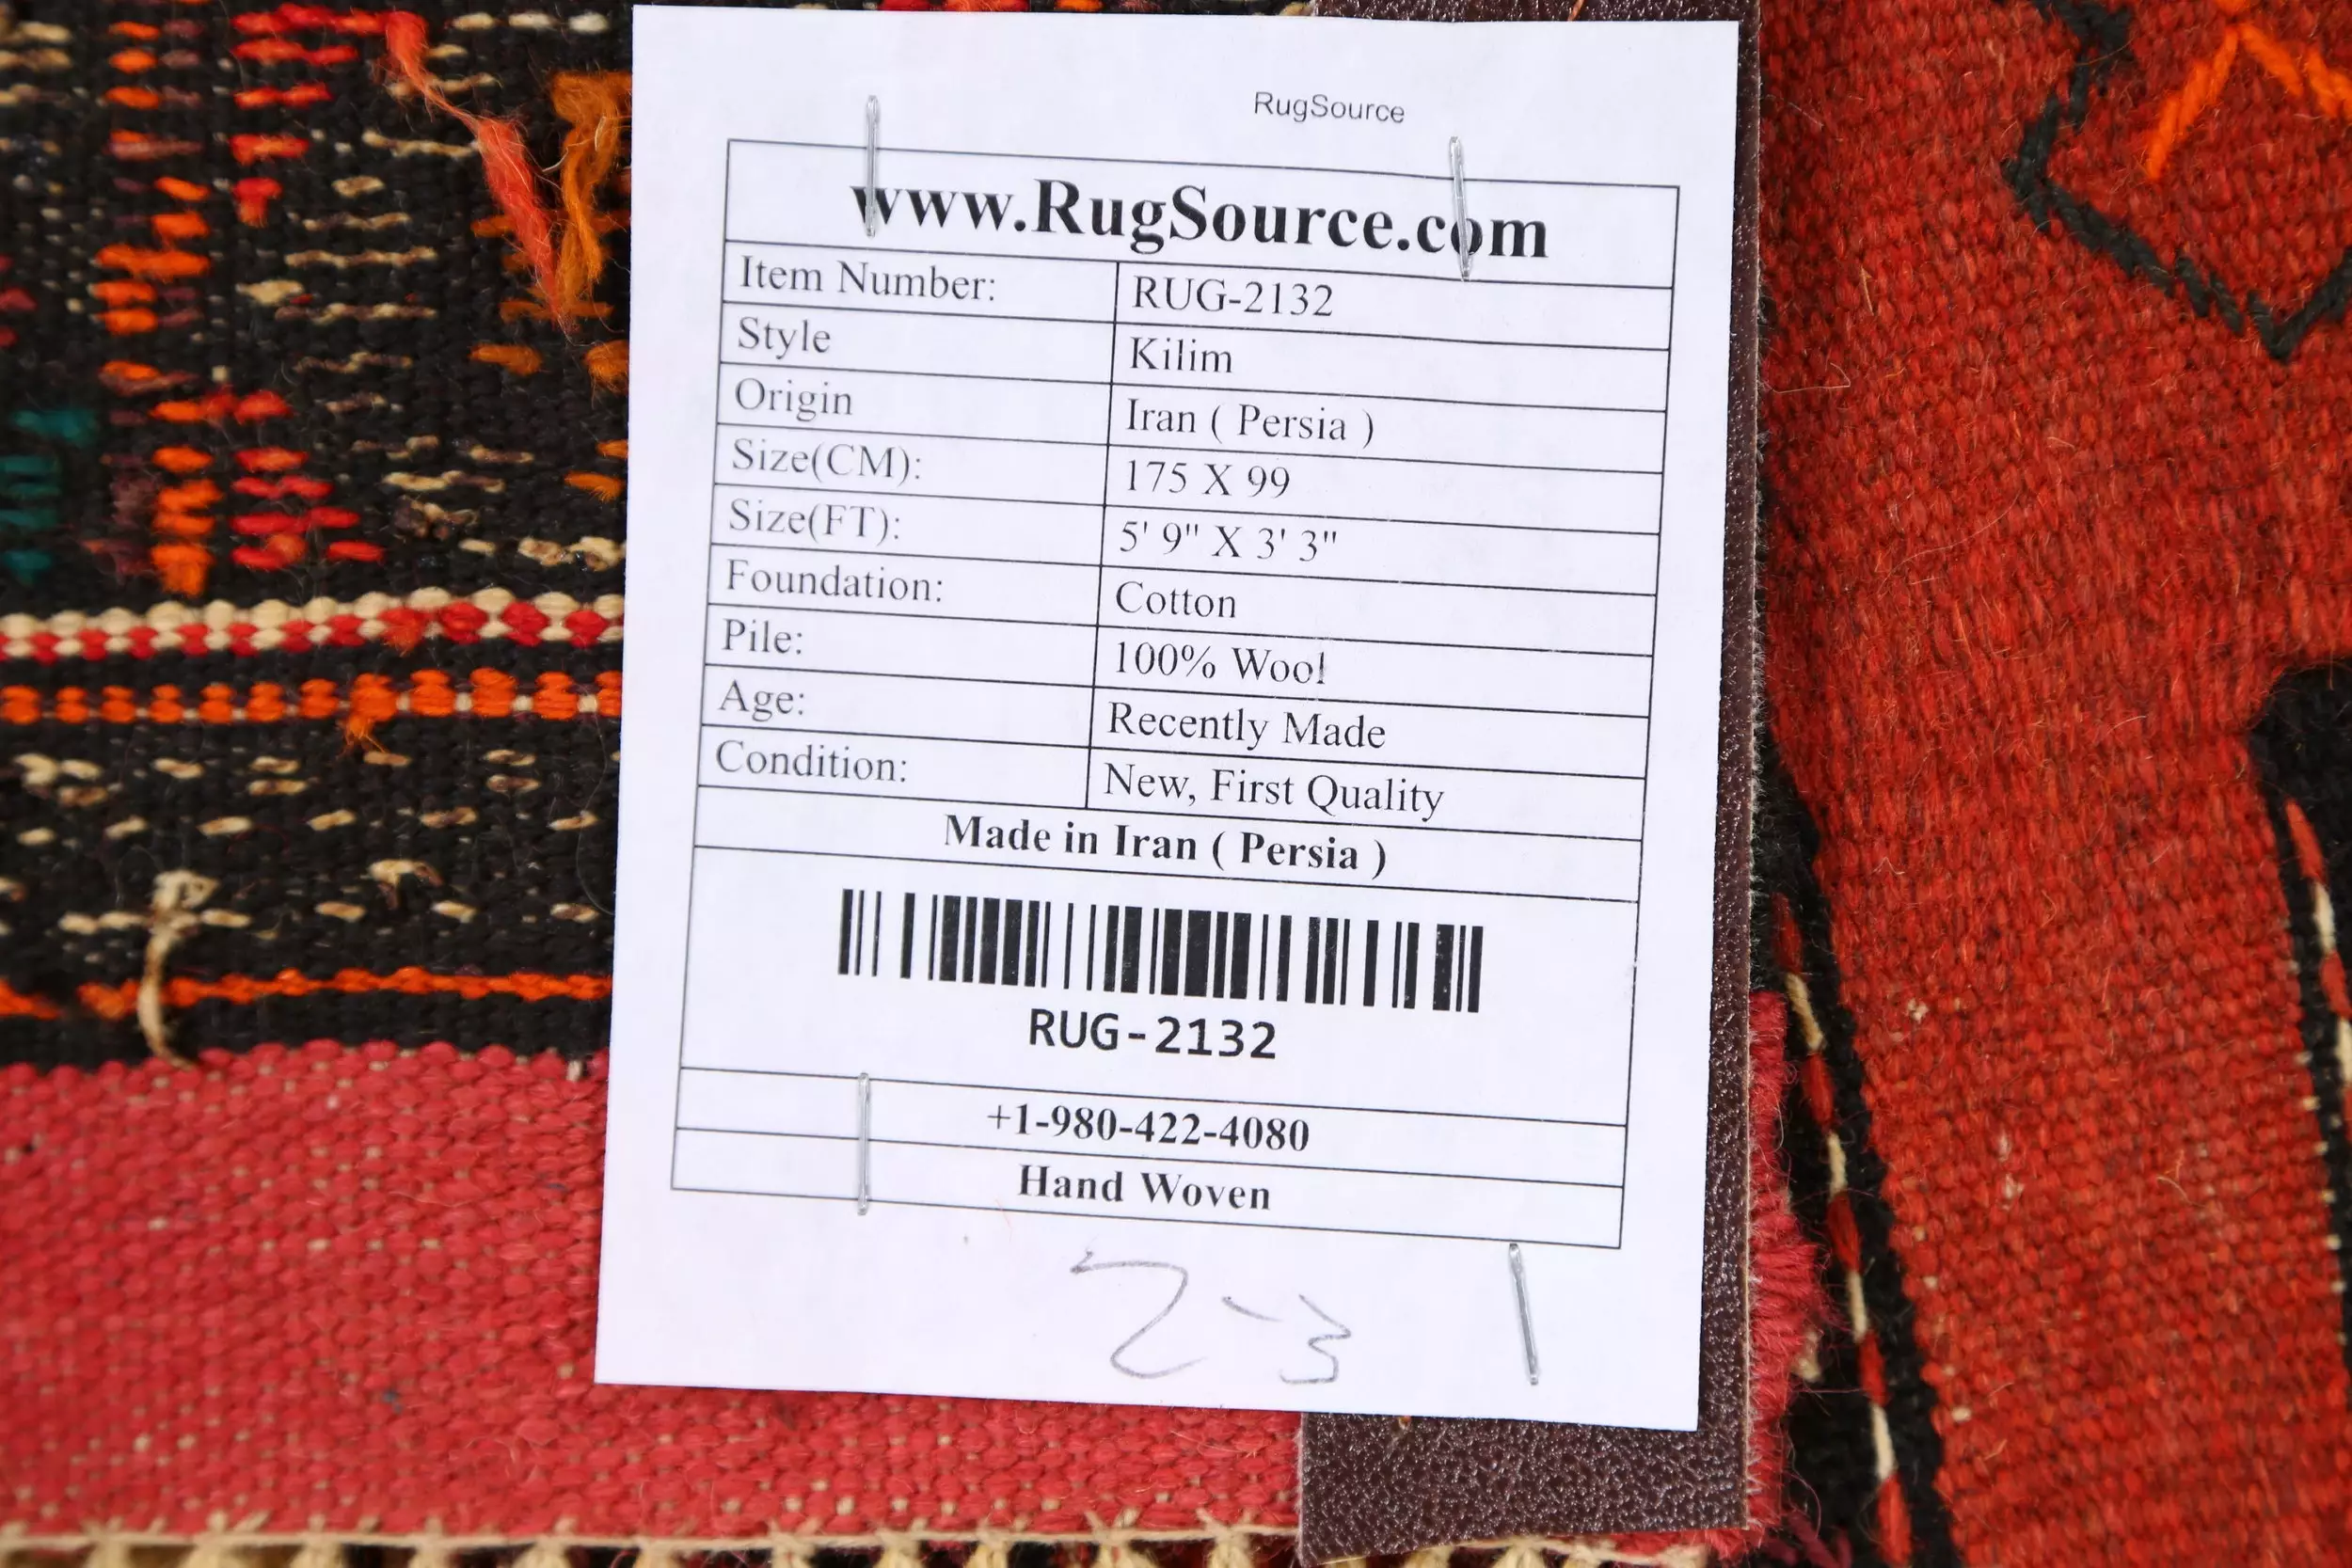 RugSource
www.RugSource.com
Item Number: RUG-2132
Style Kilim
Origin Iran ( Persia )
Size(CM): 175 X 99
Size(FT): 5' 9" X 3' 3"
Foundation: Cotton
Pile: 100% Wool
Age: Recently Made
Condition: New, First Quality
Made in Iran ( Persia )
RUG-2132
+1-980-422-4080
Hand Woven
2-3